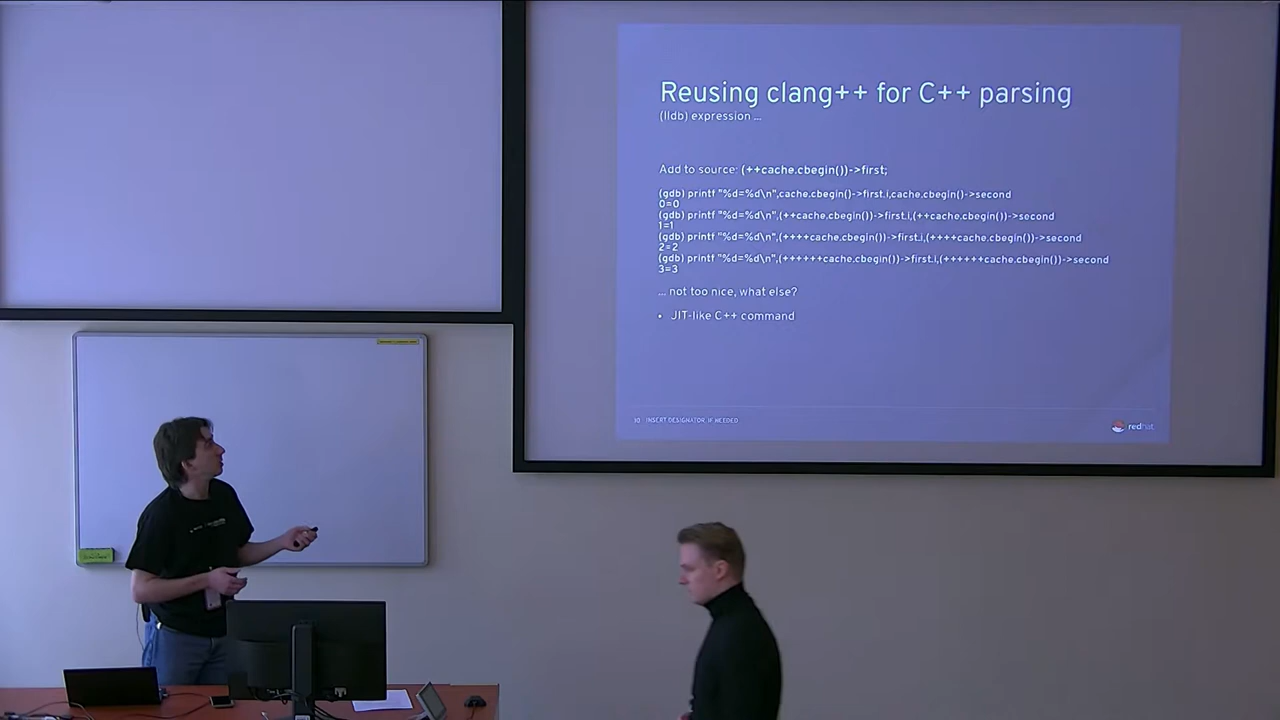 Reusing clang++ for C++ parsing
(lldb) expression ...
Add to source: (++cache.cbegin())->first;
(gdb) printf "%d=%d\n",cache.cbegin()->first.i,cache.cbegin()->second
0=0
(gdb) printf "%d=%d\n",(++cache.cbegin())->first.i,(++cache.cbegin())->second
1=1
(gdb) printf "%d=%d\n",(++++cache.cbegin())->first.i,(++++cache.cbegin())->second
2=2
(gdb) printf "%d=%d\n",(++++++cache.cbegin())->first.i,(++++++cache.cbegin())->second
3=3
... not too nice, what else?
• JIT-like C++ command
10 INSERT DESIGNATOR, IF NEEDED
redhat.